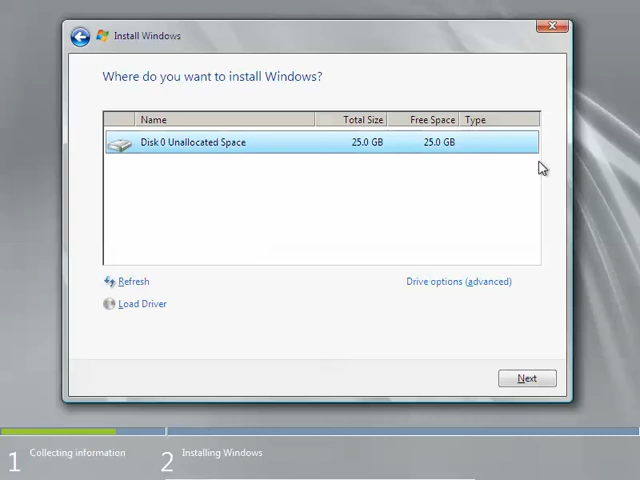 Install Windows
Where do you want to install Windows?
Name Total Size Free Space Type
Disk 0 Unallocated Space 25.0 GB 25.0 GB
Refresh Drive options (advanced)
Load Driver
Next
1 Collecting information 2 Installing Windows